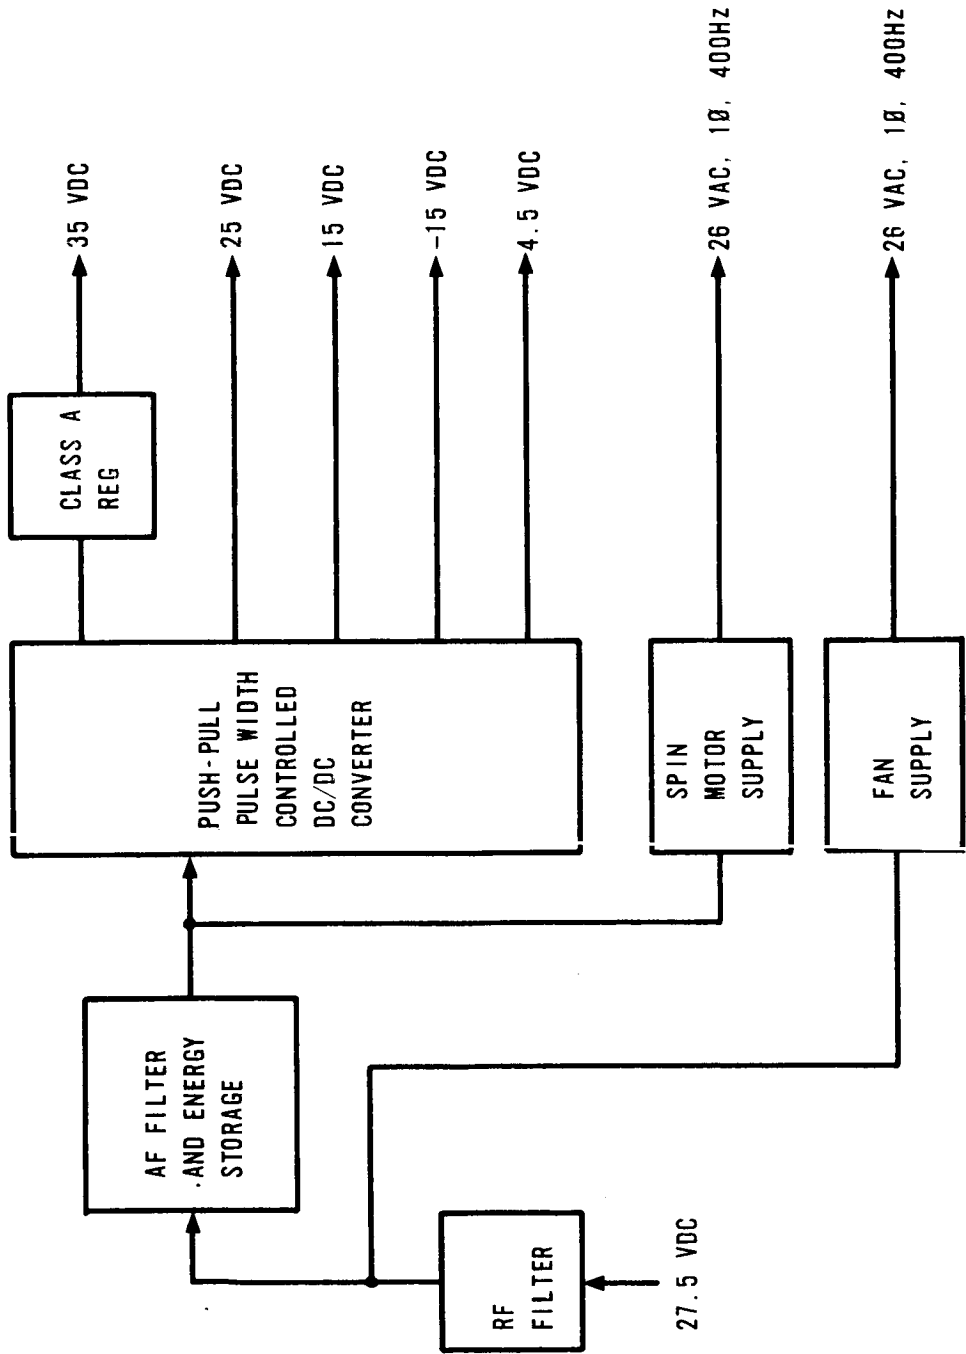 27.5 VDC
RF
FILTER
AF FILTER
.AND ENERGY
STORAGE
PUSH-PULL
PULSE WIDTH
CONTROLLED
DC/DC
CONVERTER
CLASS A
REG
35 VDC
25 VDC
15 VDC
-15 VDC
4.5 VDC
SPIN
MOTOR
SUPPLY
26 VAC, 1Ø, 400Hz
FAN
SUPPLY
26 VAC, 1Ø, 400Hz